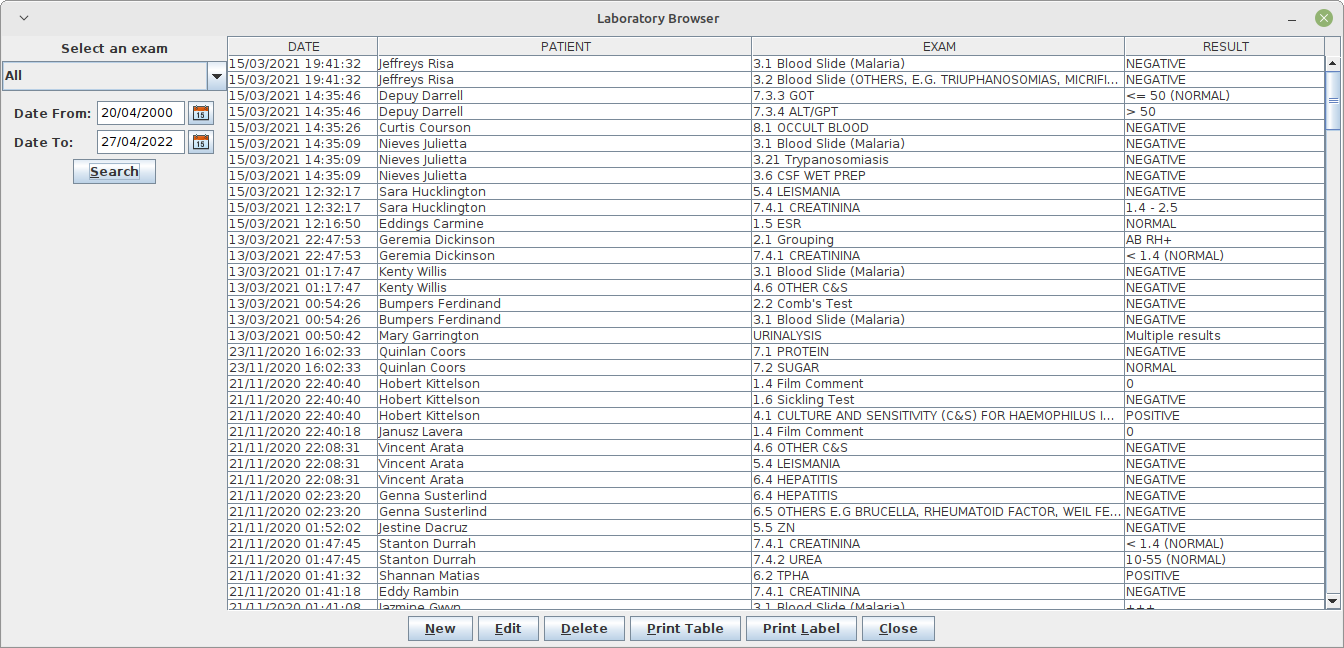 Laboratory Browser
Select an exam
All
Date From: 20/04/2000 15
Date To: 27/04/2022 15
Search
DATE PATIENT EXAM RESULT
15/03/2021 19:41:32 Jeffreys Risa 3.1 Blood Slide (Malaria) NEGATIVE
15/03/2021 19:41:32 Jeffreys Risa 3.2 Blood Slide (OTHERS, E.G. TRIUPHANOSOMIAS, MICRIFI... NEGATIVE
15/03/2021 14:35:46 Depuy Darrell 7.3.3 GOT <= 50 (NORMAL)
15/03/2021 14:35:46 Depuy Darrell 7.3.4 ALT/GPT > 50
15/03/2021 14:35:26 Curtis Courson 8.1 OCCULT BLOOD NEGATIVE
15/03/2021 14:35:09 Nieves Julietta 3.1 Blood Slide (Malaria) NEGATIVE
15/03/2021 14:35:09 Nieves Julietta 3.21 Trypanosomiasis NEGATIVE
15/03/2021 14:35:09 Nieves Julietta 3.6 CSF WET PREP NEGATIVE
15/03/2021 12:32:17 Sara Hucklington 5.4 LEISMANIA NEGATIVE
15/03/2021 12:32:17 Sara Hucklington 7.4.1 CREATININA 1.4 - 2.5
15/03/2021 12:16:50 Eddings Carmine 1.5 ESR NORMAL
13/03/2021 22:47:53 Geremia Dickinson 2.1 Grouping AB RH+
13/03/2021 22:47:53 Geremia Dickinson 7.4.1 CREATININA < 1.4 (NORMAL)
13/03/2021 01:17:47 Kenty Willis 3.1 Blood Slide (Malaria) NEGATIVE
13/03/2021 01:17:47 Kenty Willis 4.6 OTHER C&S NEGATIVE
13/03/2021 00:54:26 Bumpers Ferdinand 2.2 Comb's Test NEGATIVE
13/03/2021 00:54:26 Bumpers Ferdinand 3.1 Blood Slide (Malaria) NEGATIVE
13/03/2021 00:50:42 Mary Garrington URINALYSIS Multiple results
23/11/2020 16:02:33 Quinlan Coors 7.1 PROTEIN NEGATIVE
23/11/2020 16:02:33 Quinlan Coors 7.2 SUGAR NORMAL
21/11/2020 22:40:40 Hobert Kittelson 1.4 Film Comment 0
21/11/2020 22:40:40 Hobert Kittelson 1.6 Sickling Test NEGATIVE
21/11/2020 22:40:40 Hobert Kittelson 4.1 CULTURE AND SENSITIVITY (C&S) FOR HAEMOPHILUS I... POSITIVE
21/11/2020 22:40:18 Janusz Lavera 1.4 Film Comment 0
21/11/2020 22:08:31 Vincent Arata 4.6 OTHER C&S NEGATIVE
21/11/2020 22:08:31 Vincent Arata 5.4 LEISMANIA NEGATIVE
21/11/2020 22:08:31 Vincent Arata 6.4 HEPATITIS NEGATIVE
21/11/2020 02:23:20 Genna Susterlind 6.4 HEPATITIS NEGATIVE
21/11/2020 02:23:20 Genna Susterlind 6.5 OTHERS E.G BRUCELLA, RHEUMATOID FACTOR, WEIL FE... NEGATIVE
21/11/2020 01:52:02 Jestine Dacruz 5.5 ZN NEGATIVE
21/11/2020 01:47:45 Stanton Durrah 7.4.1 CREATININA < 1.4 (NORMAL)
21/11/2020 01:47:45 Stanton Durrah 7.4.2 UREA 10-55 (NORMAL)
21/11/2020 01:41:32 Shannan Matias 6.2 TPHA POSITIVE
21/11/2020 01:41:18 Eddy Rambin 7.4.1 CREATININA NEGATIVE
21/11/2020 01:41:08 Jazmine Gwyn 3.1 Blood Slide (Malaria) +++
New Edit Delete Print Table Print Label Close